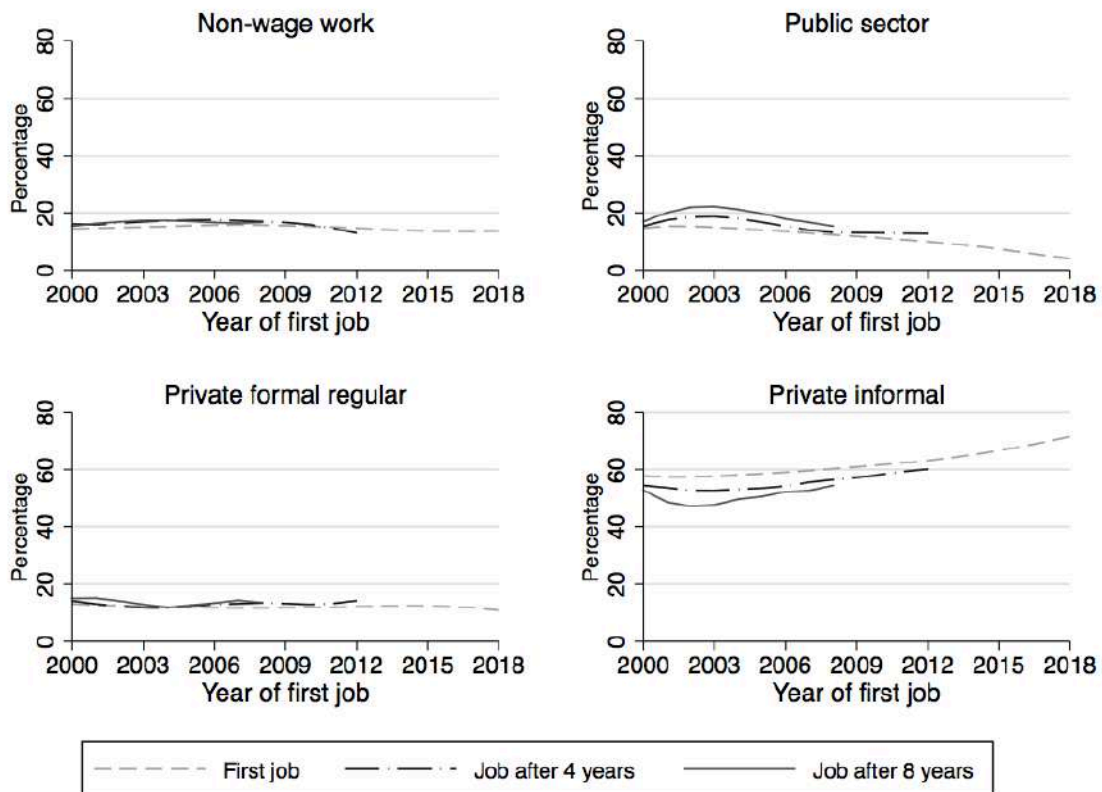 Non-wage work
Percentage
0 20 40 60 80
2000 2003 2006 2009 2012 2015 2018
Year of first job
Public sector
Percentage
0 20 40 60 80
2000 2003 2006 2009 2012 2015 2018
Year of first job
Private formal regular
Percentage
0 20 40 60 80
2000 2003 2006 2009 2012 2015 2018
Year of first job
Private informal
Percentage
0 20 40 60 80
2000 2003 2006 2009 2012 2015 2018
Year of first job
First job Job after 4 years Job after 8 years